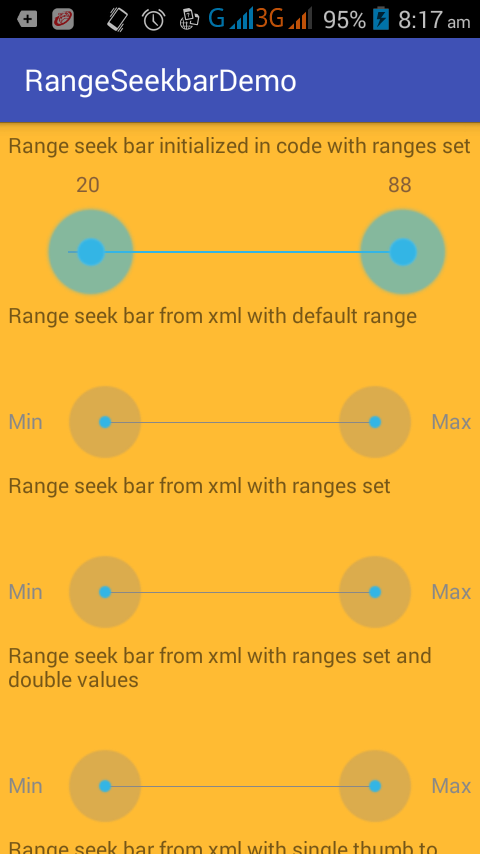 G 3G 95% 8:17 am
RangeSeekbarDemo
Range seek bar initialized in code with ranges set
20 88
Range seek bar from xml with default range
Min Max
Range seek bar from xml with ranges set
Min Max
Range seek bar from xml with ranges set and
double values
Min Max
Range seek bar from xml with single thumb to